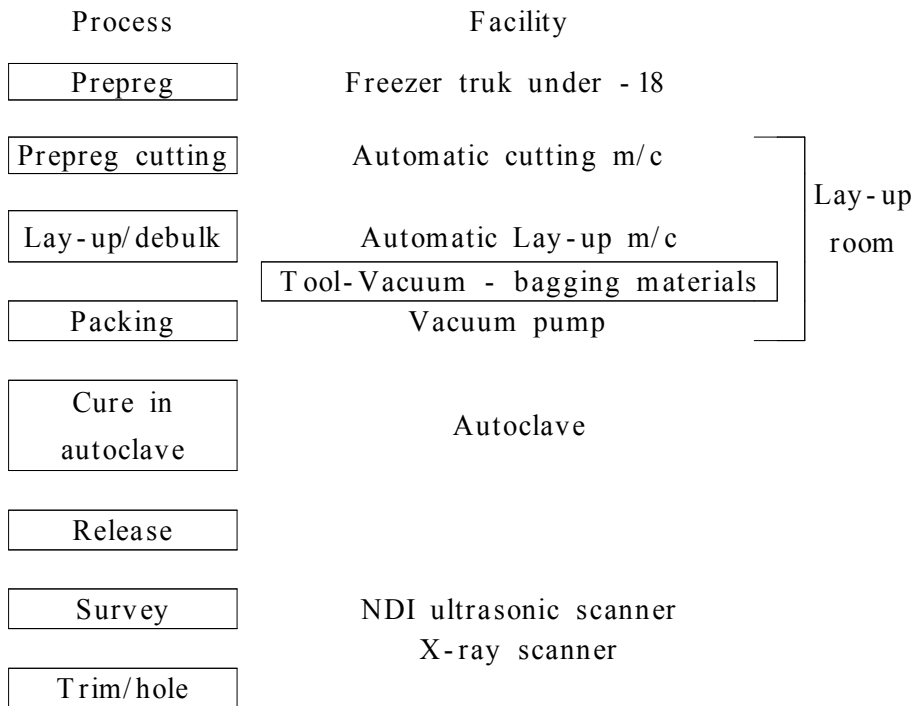 Process Facility
Prepreg Freezer truk under -18
Prepreg cutting Automatic cutting m/c
Lay-up
room
Lay-up/debulk Automatic Lay-up m/c
Tool-Vacuum - bagging materials
Packing Vacuum pump
Cure in
autoclave
Autoclave
Release
Survey NDI ultrasonic scanner
X-ray scanner
Trim/hole